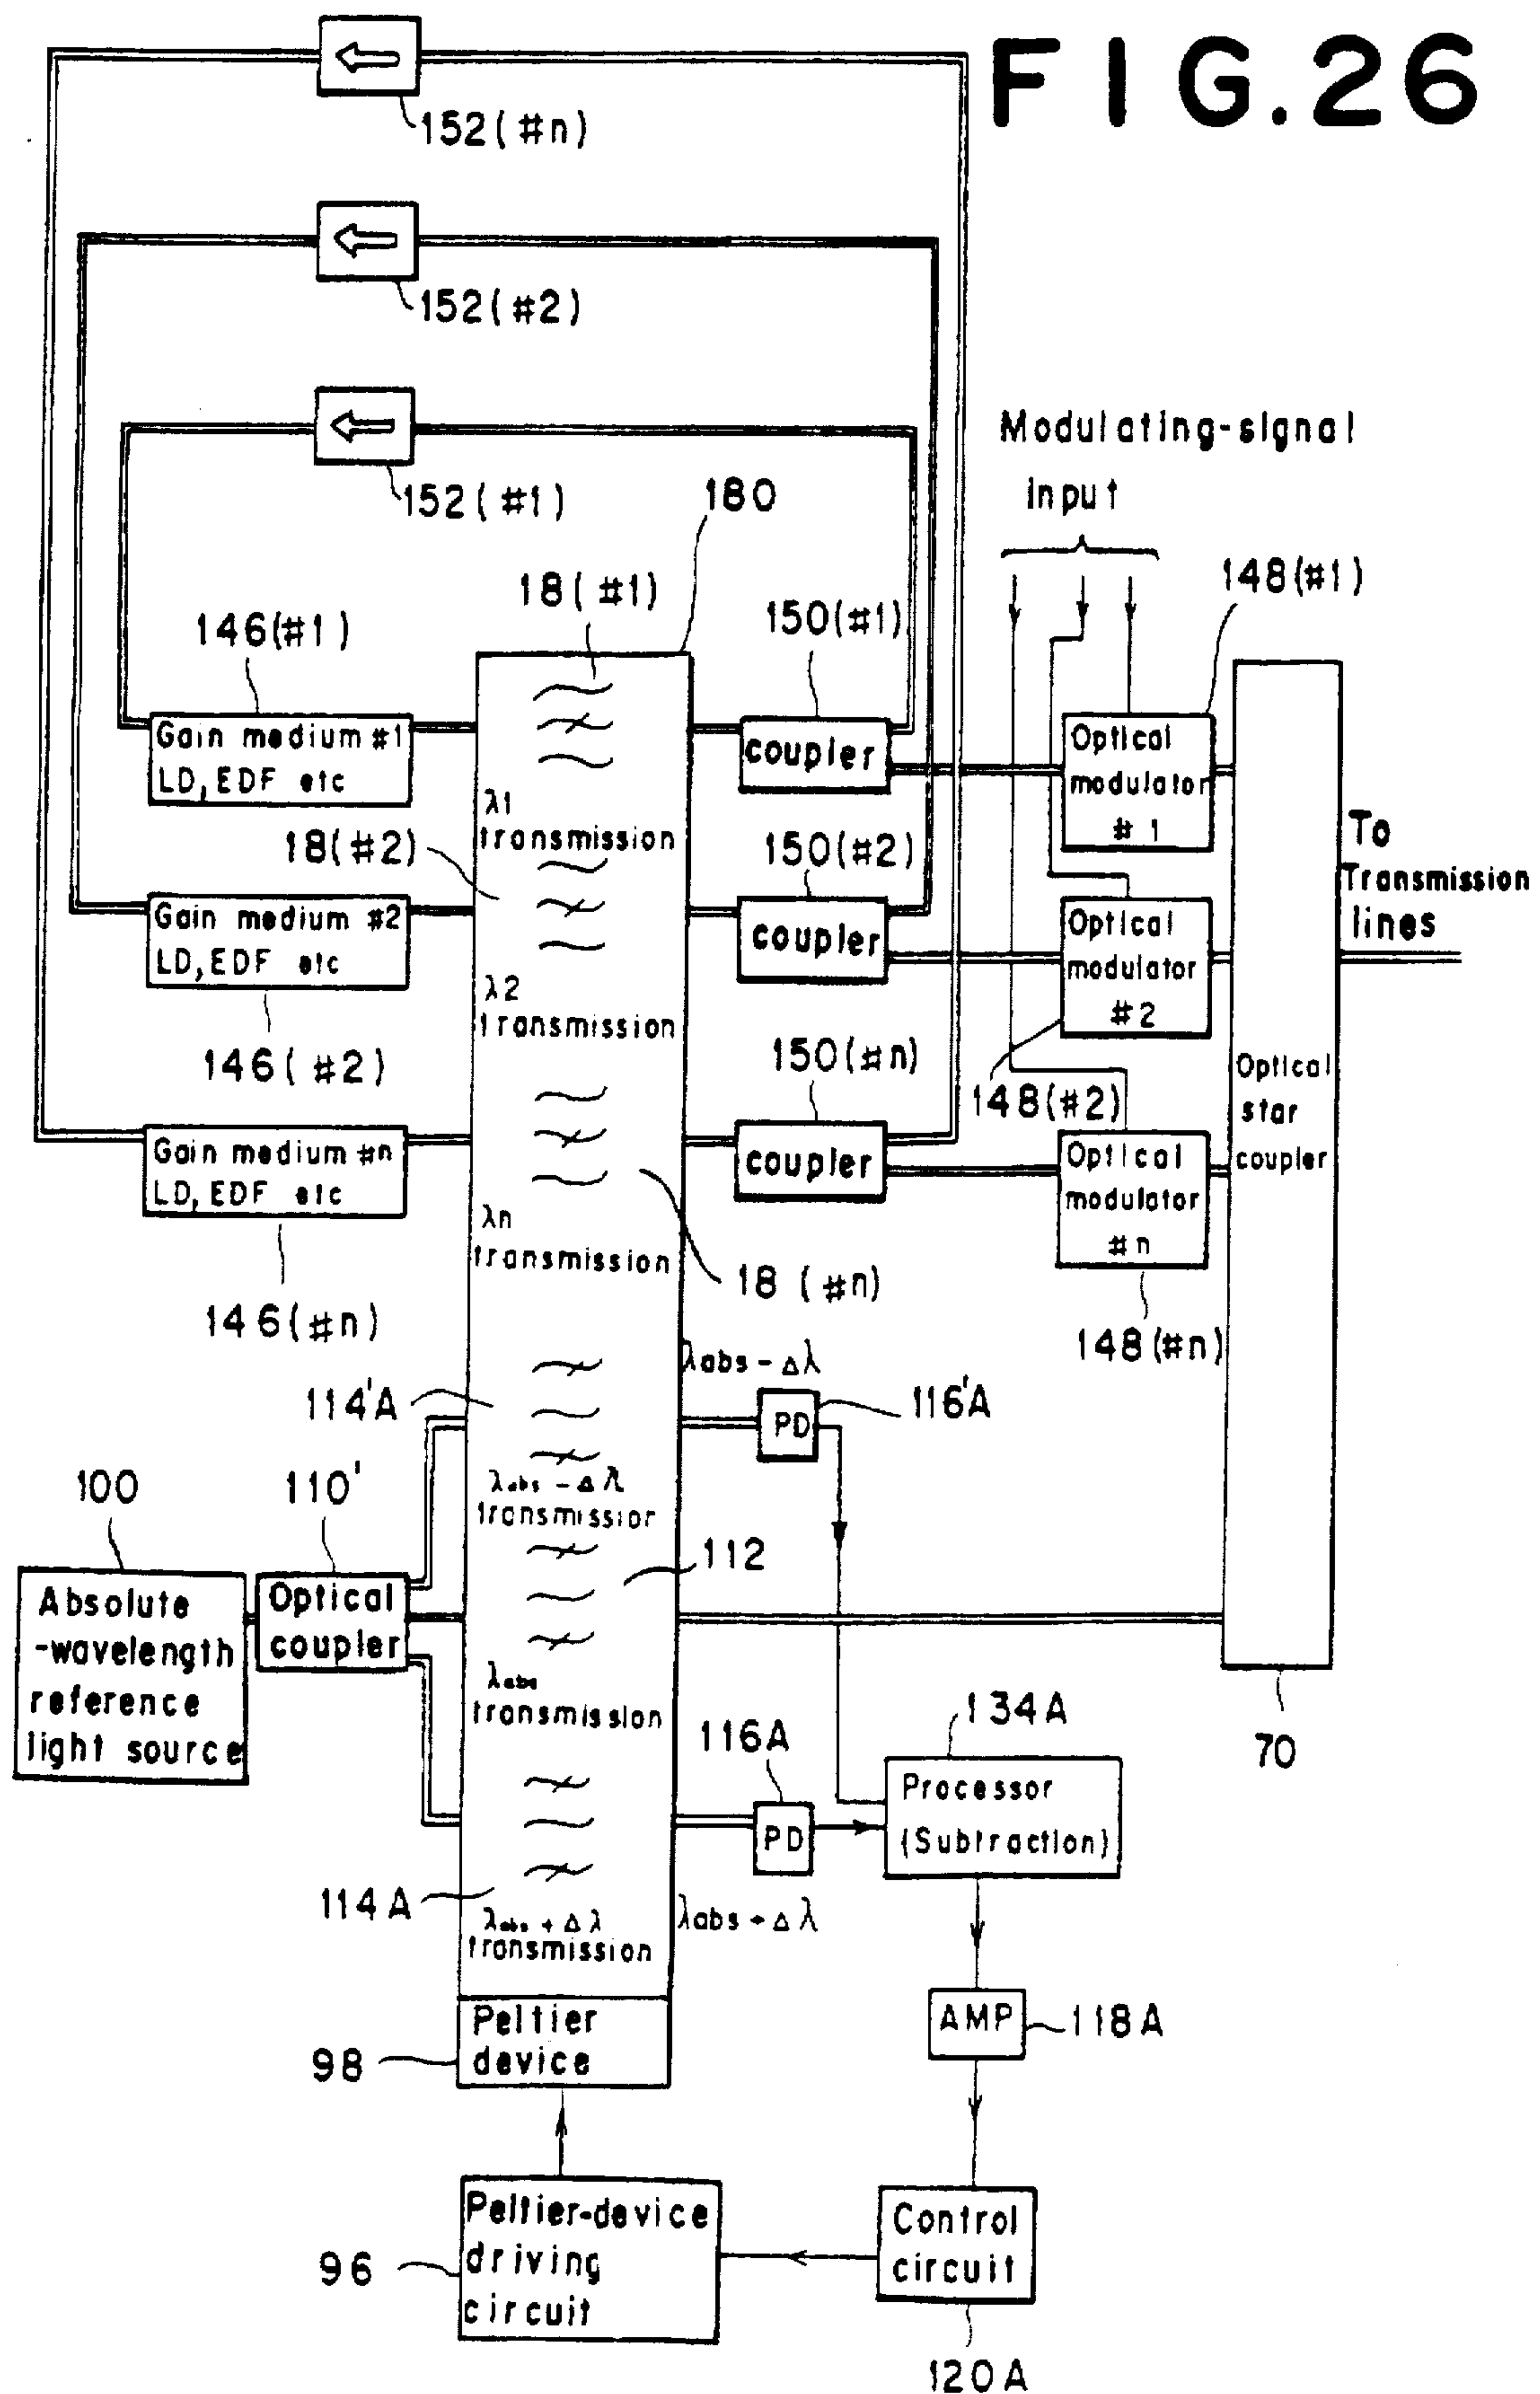 FIG.26
152(#n)
152(#2)
152(#1)
Modulating-signal
input
180
18(#1)
148(#1)
146(#1)
150(#1)
Gain medium #1
LD, EDF etc
coupler
Optical
modulator
#1
λ1
transmission
18(#2)
150(#2)
To
Transmission
lines
Gain medium #2
LD, EDF etc
coupler
Optical
modulator
#2
λ2
transmission
146(#2)
150(#n)
148(#2)
Optical
star
coupler
Gain medium #n
LD, EDF etc
coupler
Optical
modulator
#n
λn
transmission
18(#n)
146(#n)
148(#n)
λabs-Δλ
114'A
116'A
PD
λabs-Δλ
transmission
100
110'
112
Absolute
-wavelength
reference
light source
Optical
coupler
λabs
transmission
134A
70
116A
Processor
(Subtraction)
PD
114A
λabs+Δλ
transmission
λabs+Δλ
Peltier
device
98
AMP
118A
Peltier-device
driving
circuit
96
Control
circuit
120A